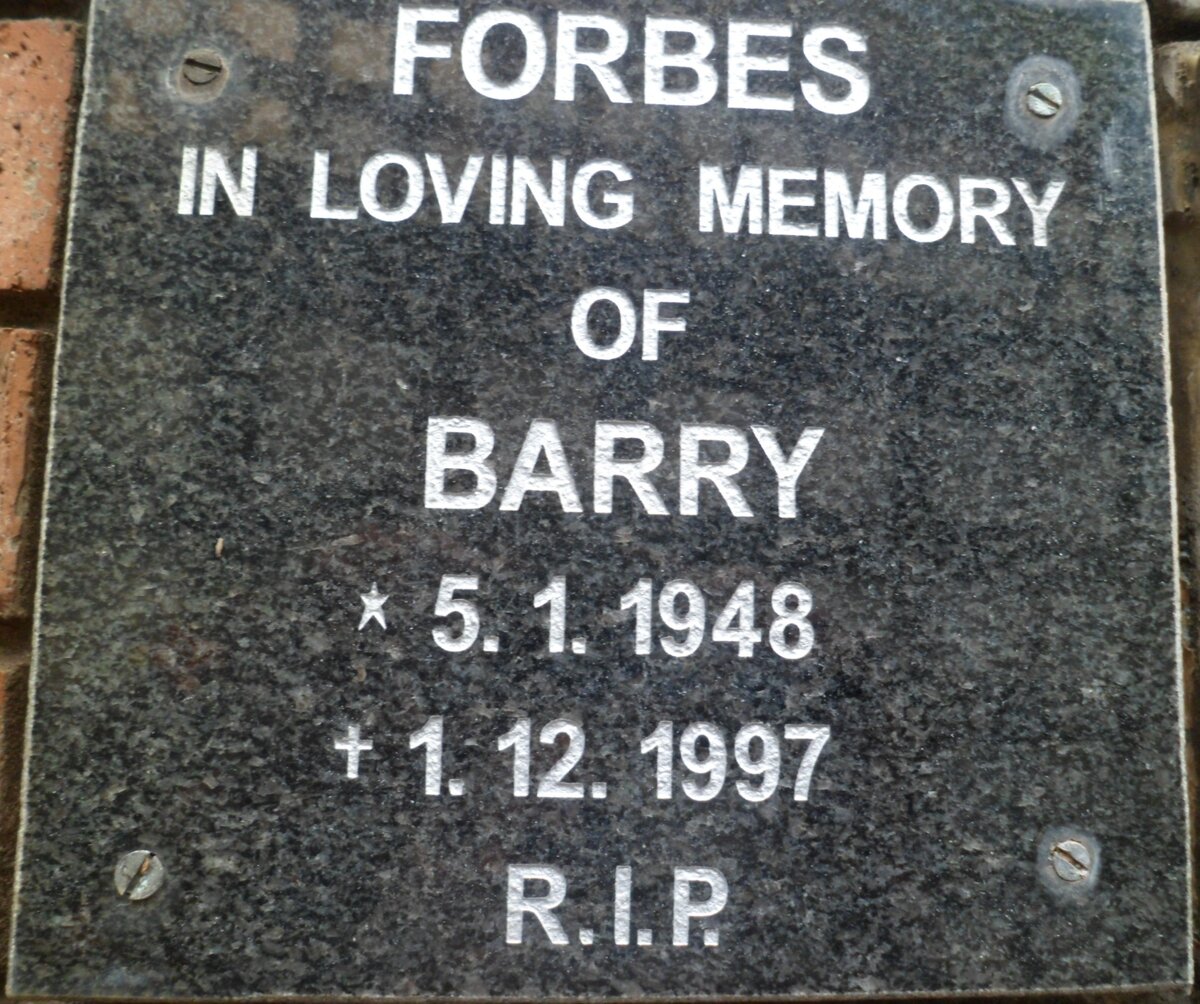 FORBES
IN LOVING MEMORY
OF
BARRY
★ 5. 1. 1948
✝ 1. 12. 1997
R.I.P.